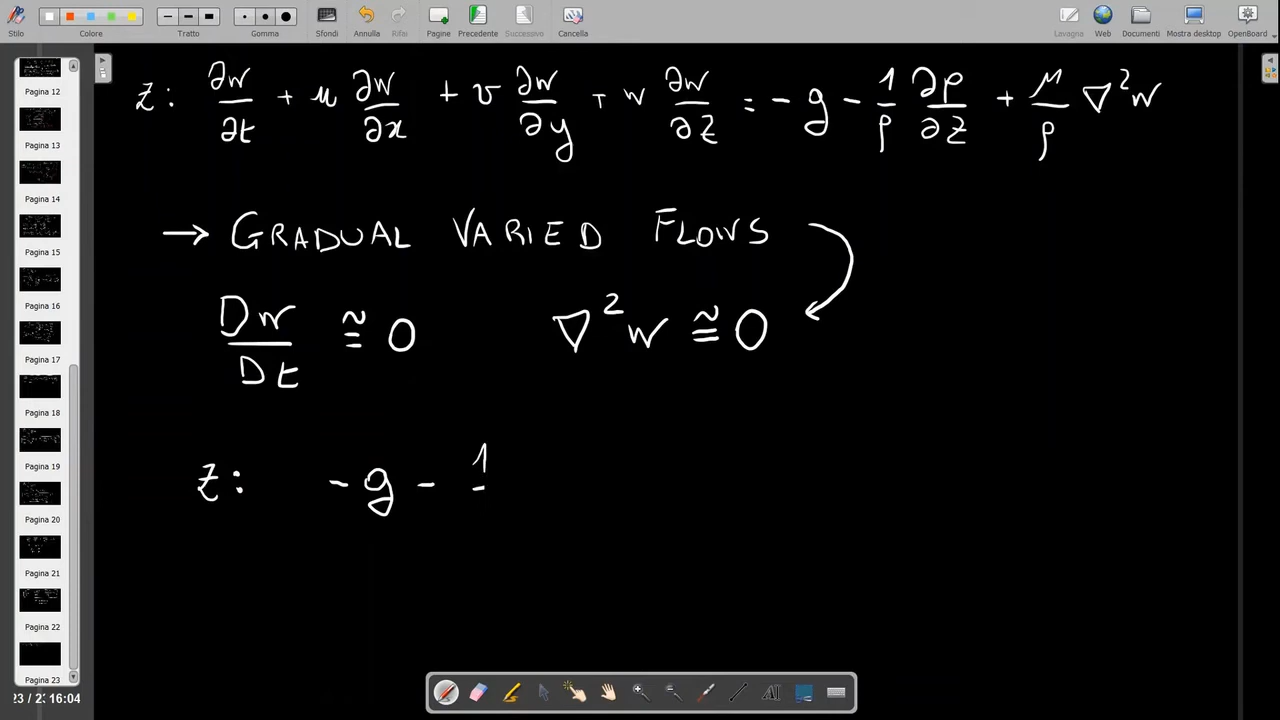 Stilo Colore Tratto Gomma Sfondi Annulla Rifai Pagine Precedente Successivo Cancella Lavagna Web Documenti Mostra desktop OpenBoard
z: ∂w/∂t + u ∂w/∂x + v ∂w/∂y + w ∂w/∂z = - g - 1/ρ ∂p/∂z + μ/ρ ∇²w
→ GRADUAL VARIED FLOWS
Dw/Dt ≅ 0 ∇²w ≅ 0
z: - g - 1
Pagina 12
Pagina 13
Pagina 14
Pagina 15
Pagina 16
Pagina 17
Pagina 18
Pagina 19
Pagina 20
Pagina 21
Pagina 22
Pagina 23
16:04